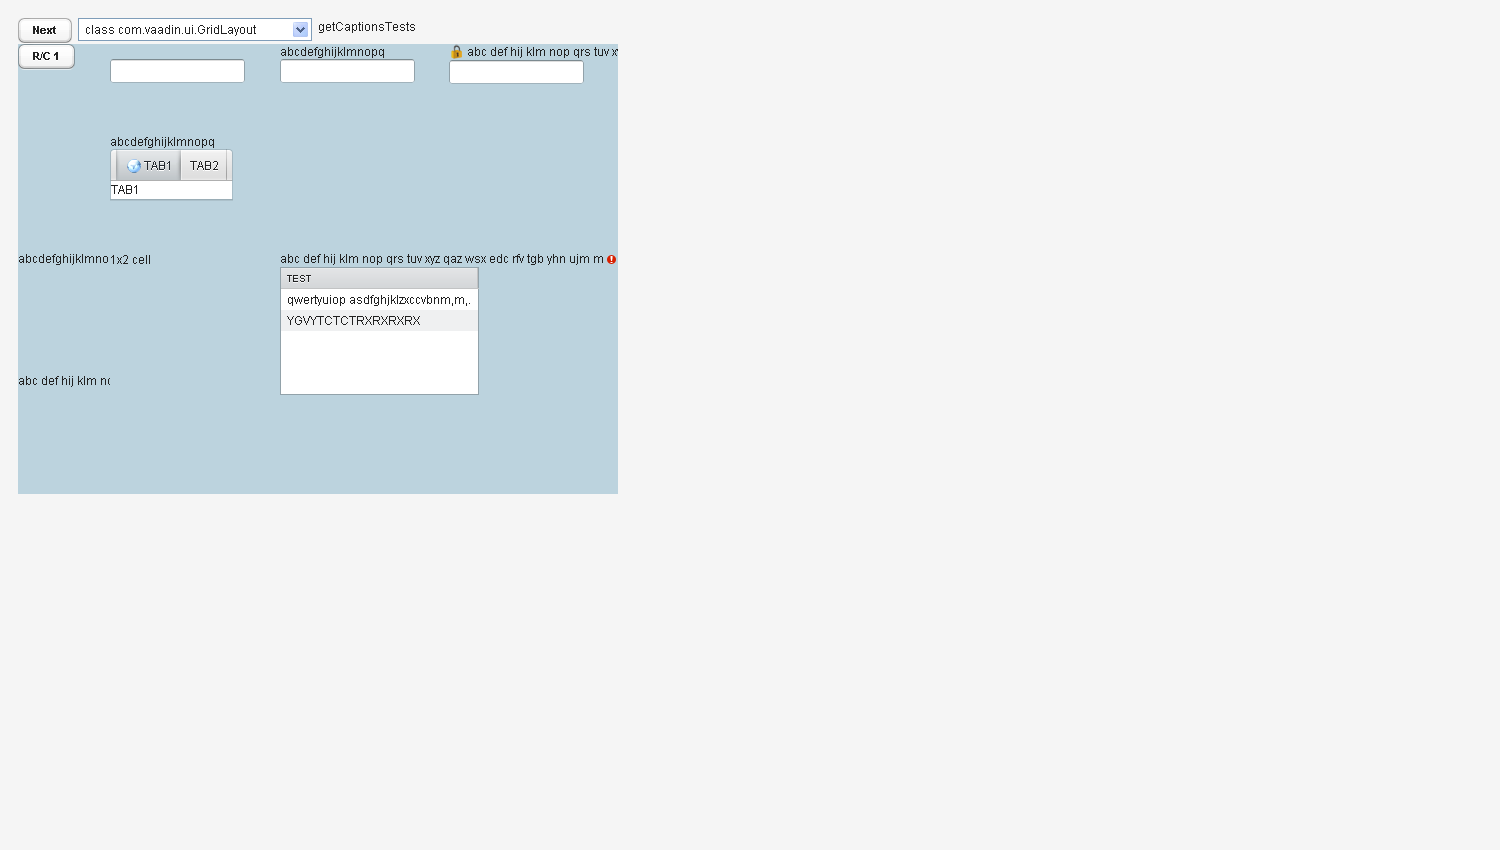 Next
class com.vaadin.ui.GridLayout
getCaptionsTests
R/C 1
abcdefghijklmnopq
abc def hij klm nop qrs tuv x
abcdefghijklmnopq
TAB1
TAB2
TAB1
abcdefghijklmno
1x2 cell
abc def hij klm nop qrs tuv xyz qaz wsx edc rfv tgb yhn ujm m
TEST
qwertyuiop asdfghjklzxccvbnm,m,.
YGVYTCTCTRXRXRXRX
abc def hij klm no